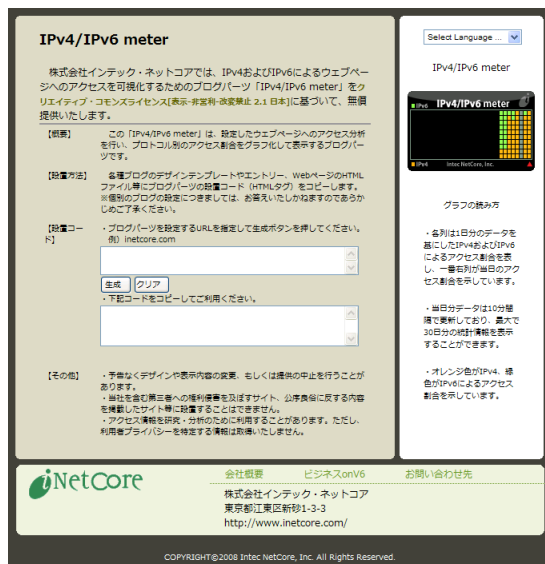 IPv4/IPv6 meter
株式会社インテック・ネットコアでは、IPv4およびIPv6によるウェブペー
ジへのアクセスを可視化するためのブログパーツ「IPv4/IPv6 meter」をク
リエイティブ・コモンズライセンス[表示-非営利-改変禁止 2.1 日本]に基づいて、無償
提供いたします。
【概要】
この「IPv4/IPv6 meter」は、設定したウエブページへのアクセス分析
を行い、プロトコル別のアクセス割合をグラフ化して表示するブログパー
ツです。
【設置方法】
各種ブログのデザインテンプレートやエントリー、WebページのHTML
ファイル等にブログパーツの設置コード（HTMLタグ）をコピーします。
※個別のブログの設定につきましては、お答えいたしかねますのであらか
じめご了承ください。
【設置コー
ド】
・ブログパーツを設定するURLを指定して生成ボタンを押してください。
例）inetcore.com
生成 クリア
・下記コードをコピーしてご利用ください。
【その他】
・予告なくデザインや表示内容の変更、もしくは提供の中止を行うことが
あります。
・当社を含む第三者への権利侵害を及ぼすサイト、公序良俗に反する内容
を掲載したサイト等に設置することはできません。
・アクセス情報を研究・分析のために利用することがあります。ただし、
利用者プライバシーを特定する情報は取得いたしません。
Select Language ...
IPv4/IPv6 meter
IPv6 IPv4/IPv6 meter
IPv4 Intec NetCore, Inc.
グラフの読み方
・各列は1日分のデータを
基にしたIPv4およびIPv6
によるアクセス割合を表
し、一番右列が当日のアク
セス割合を示しています。
・当日分データは10分間
隔で更新しており、最大で
30日分の統計情報を表示
することができます。
・オレンジ色がIPv4、緑
色がIPv6によるアクセス
割合を示しています。
iNetCore
会社概要 ビジネスonV6 お問い合わせ先
株式会社インテック・ネットコア
東京都江東区新砂1-3-3
http://www.inetcore.com/
COPYRIGHT©2008 Intec NetCore, Inc. All Rights Reserved.